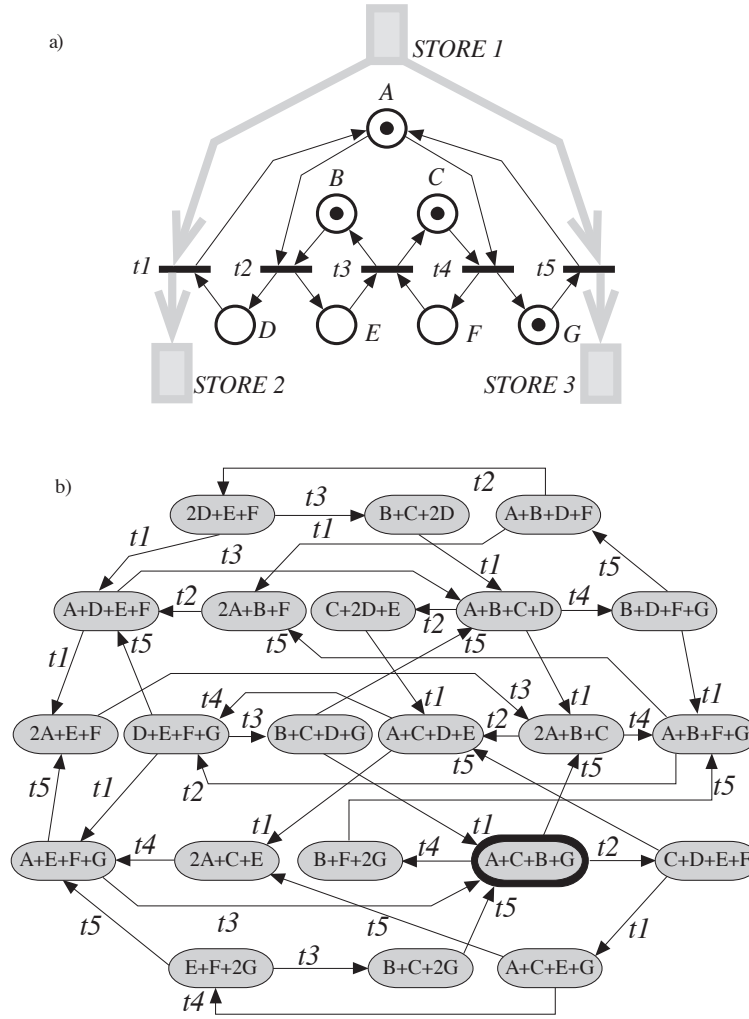 a)
STORE 1
A
B C
t1 t2 t3 t4 t5
D E F G
STORE 2 STORE 3
b)
t2
2D+E+F t3 B+C+2D A+B+D+F
t1 t3 t1 t1 t5
A+D+E+F t2 2A+B+F C+2D+E t2 A+B+C+D t4 B+D+F+G
t1 t5 t5 t5
t4 t1 t3 t1 t1
2A+E+F D+E+F+G t3 B+C+D+G A+C+D+E t2 2A+B+C t4 A+B+F+G
t5 t1 t2 t5 t5 t5
t1 t1
A+E+F+G t4 2A+C+E B+F+2G t4 A+C+B+G t2 C+D+E+F
t5 t3 t5 t5 t1
E+F+2G t3 B+C+2G A+C+E+G
t4